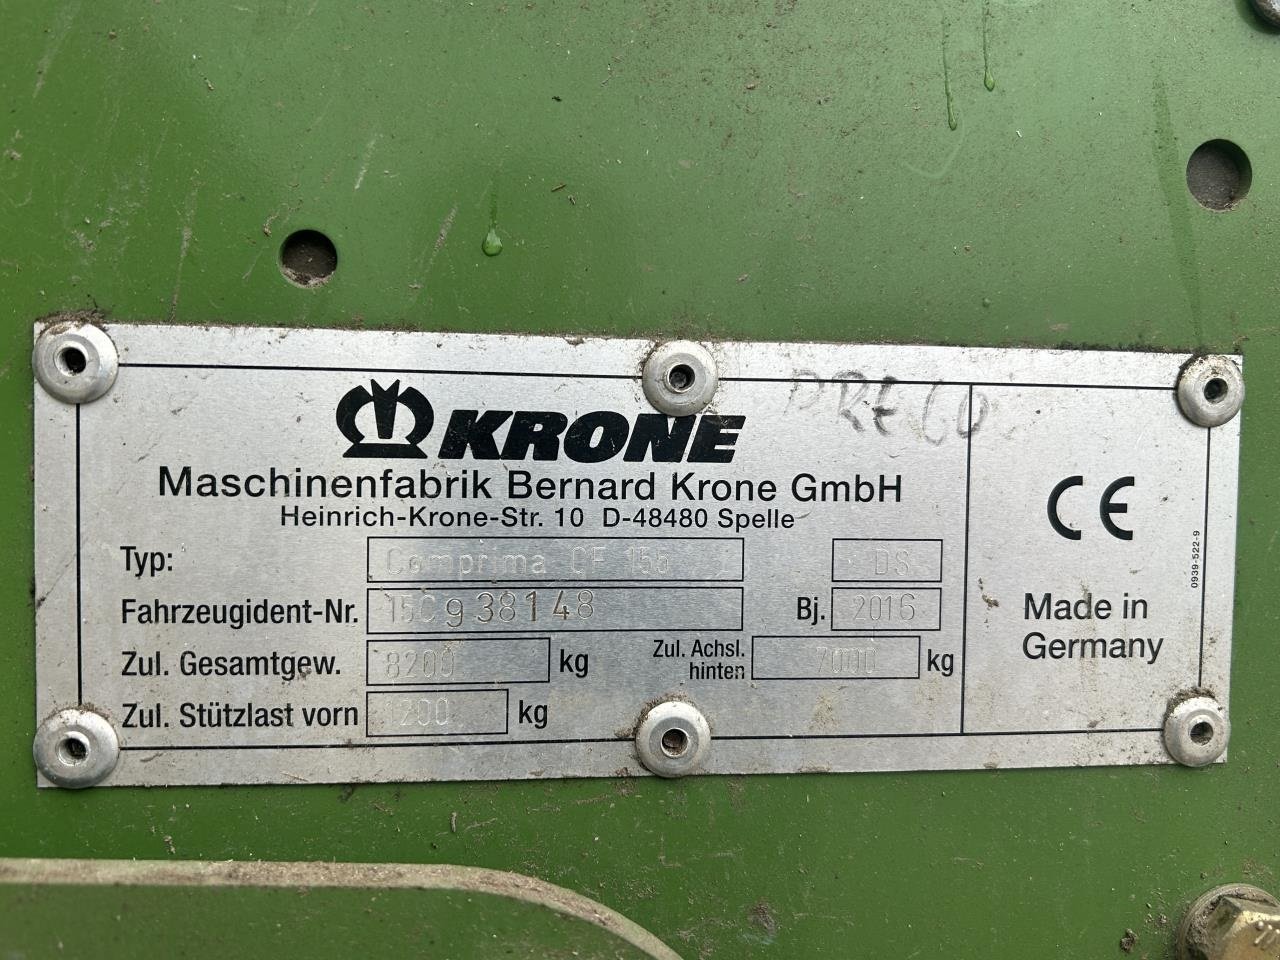 KRONE
Maschinenfabrik Bernard Krone GmbH
Heinrich-Krone-Str. 10 D-48480 Spelle
Typ: Comprima CF 155 DS
Fahrzeugident-Nr. 15Cg38148 Bj. 2016
Zul. Gesamtgew. 8200 kg Zul. Achsl. hinten 7000 kg
Zul. Stützlast vorn 1200 kg
CE
Made in
Germany
0939-522-9